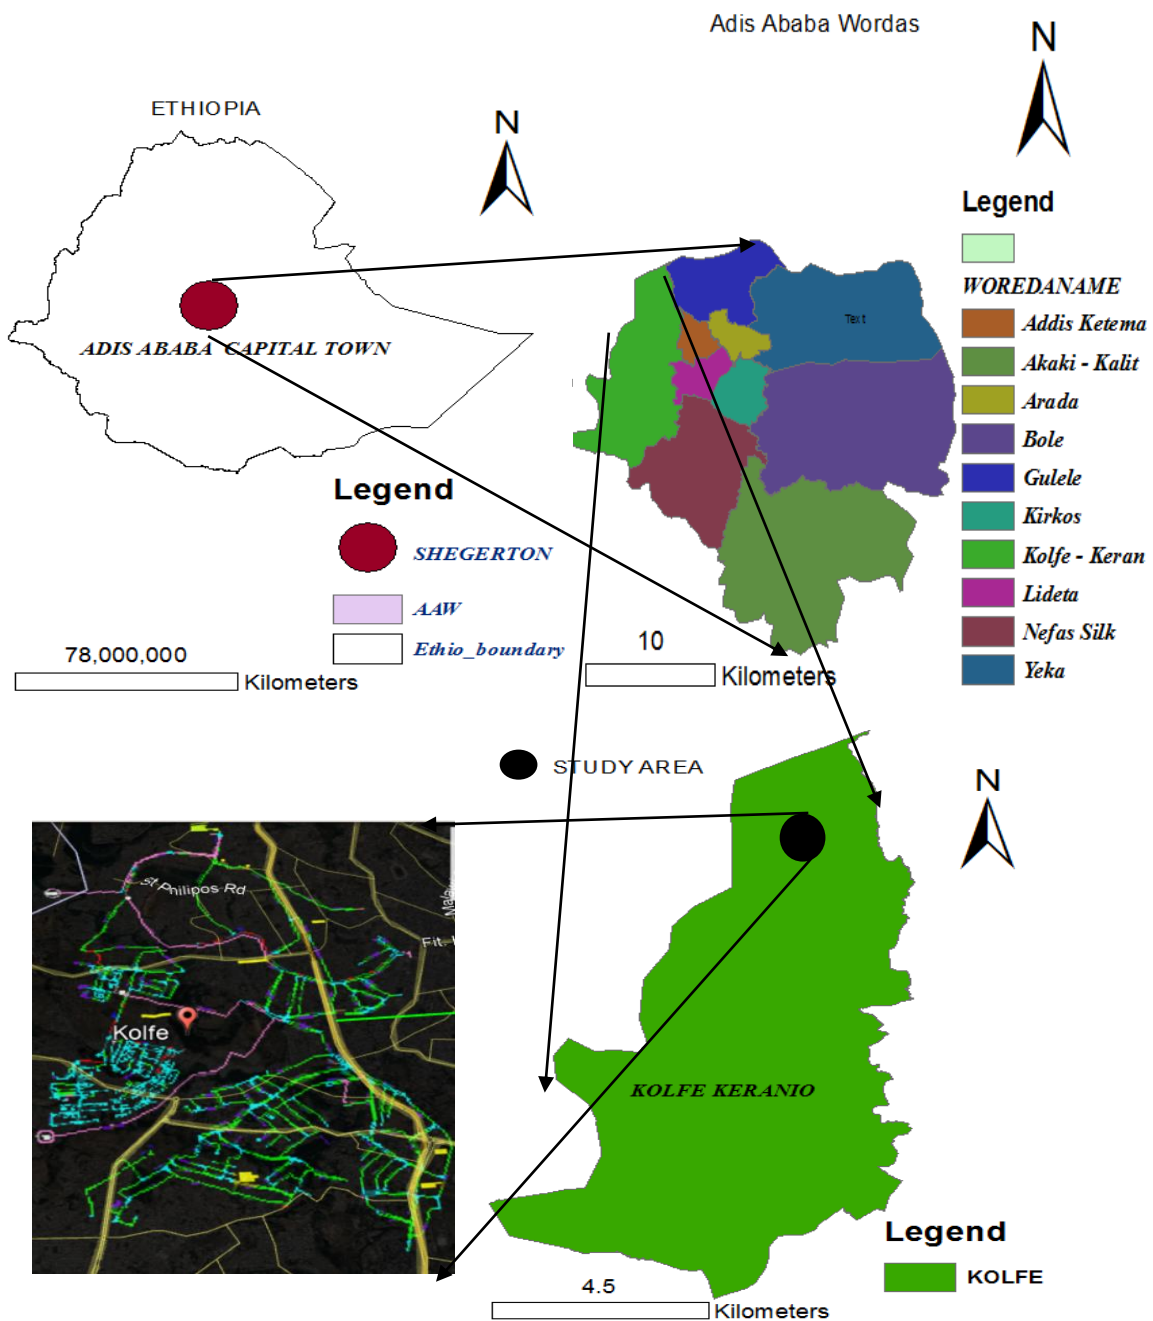 Adis Ababa Wordas
N
ETHIOPIA
N
Legend
WOREDANAME
Addis Ketema
Akaki - Kalit
Arada
Bole
Gulele
Kirkos
Kolfe - Keran
Lideta
Nefas Silk
Yeka
Text
ADIS ABABA CAPITAL TOWN
Legend
SHEGERTON
AAW
Ethio_boundary
78,000,000
Kilometers
10
Kilometers
STUDY AREA
N
St Philipos Rd
Fit.
Kolfe
KOLFE KERANIO
Legend
KOLFE
4.5
Kilometers